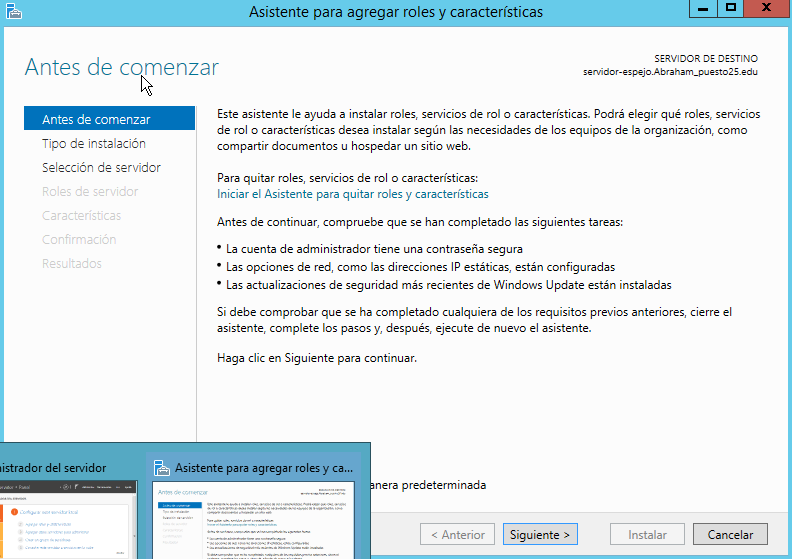 Asistente para agregar roles y características
Antes de comenzar
SERVIDOR DE DESTINO
servidor-espejo.Abraham_puesto25.edu
Antes de comenzar
Tipo de instalación
Selección de servidor
Roles de servidor
Características
Confirmación
Resultados
Este asistente le ayuda a instalar roles, servicios de rol o características. Podrá elegir qué roles, servicios
de rol o características desea instalar según las necesidades de los equipos de la organización, como
compartir documentos u hospedar un sitio web.
Para quitar roles, servicios de rol o características:
Iniciar el Asistente para quitar roles y características
Antes de continuar, compruebe que se han completado las siguientes tareas:
• La cuenta de administrador tiene una contraseña segura
• Las opciones de red, como las direcciones IP estáticas, están configuradas
• Las actualizaciones de seguridad más recientes de Windows Update están instaladas
Si debe comprobar que se ha completado cualquiera de los requisitos previos anteriores, cierre el
asistente, complete los pasos y, después, ejecute de nuevo el asistente.
Haga clic en Siguiente para continuar.
anera predeterminada
nistrador del servidor
Asistente para agregar roles y ca...
Antes de comenzar
< Anterior
Siguiente >
Instalar
Cancelar